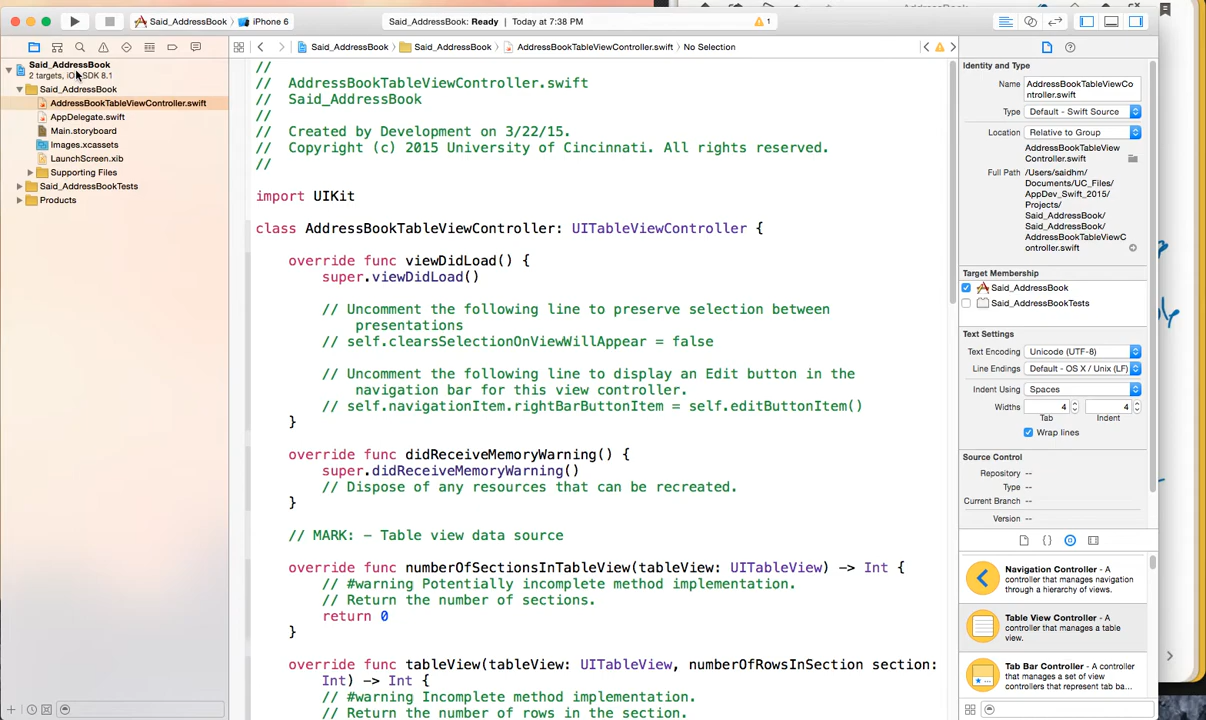 Said_AddressBook
iPhone 6
Said_AddressBook: Ready
Today at 7:38 PM
1
Said_AddressBook
Said_AddressBook
AddressBookTableViewController.swift
No Selection
Said_AddressBook
2 targets, iOS SDK 8.1
Said_AddressBook
AddressBookTableViewController.swift
AppDelegate.swift
Main.storyboard
Images.xcassets
LaunchScreen.xib
Supporting Files
Said_AddressBookTests
Products
//
//  AddressBookTableViewController.swift
//  Said_AddressBook
//
//  Created by Development on 3/22/15.
//  Copyright (c) 2015 University of Cincinnati. All rights reserved.
//
import UIKit
class AddressBookTableViewController: UITableViewController {
override func viewDidLoad() {
super.viewDidLoad()
// Uncomment the following line to preserve selection between
presentations
// self.clearsSelectionOnViewWillAppear = false
// Uncomment the following line to display an Edit button in the
navigation bar for this view controller.
// self.navigationItem.rightBarButtonItem = self.editButtonItem()
}
override func didReceiveMemoryWarning() {
super.didReceiveMemoryWarning()
// Dispose of any resources that can be recreated.
}
// MARK: - Table view data source
override func numberOfSectionsInTableView(tableView: UITableView) -> Int {
// #warning Potentially incomplete method implementation.
// Return the number of sections.
return 0
}
override func tableView(tableView: UITableView, numberOfRowsInSection section:
Int) -> Int {
// #warning Incomplete method implementation.
// Return the number of rows in the section.
Identity and Type
Name AddressBookTableViewCo
ntroller.swift
Type Default - Swift Source
Location Relative to Group
AddressBookTableView
Controller.swift
Full Path /Users/saidhm/
Documents/UC_Files/
AppDev_Swift_2015/
Projects/
Said_AddressBook/
Said_AddressBook/
AddressBookTableViewC
ontroller.swift
Target Membership
Said_AddressBook
Said_AddressBookTests
Text Settings
Text Encoding Unicode (UTF-8)
Line Endings Default - OS X / Unix (LF)
Indent Using Spaces
Widths 4 4
Tab Indent
Wrap lines
Source Control
Repository --
Type --
Current Branch --
Version --
{}
Navigation Controller - A
controller that manages navigation
through a hierarchy of views.
Table View Controller - A
controller that manages a table
view.
Tab Bar Controller - A controller
that manages a set of view
controllers that represent tab ba...